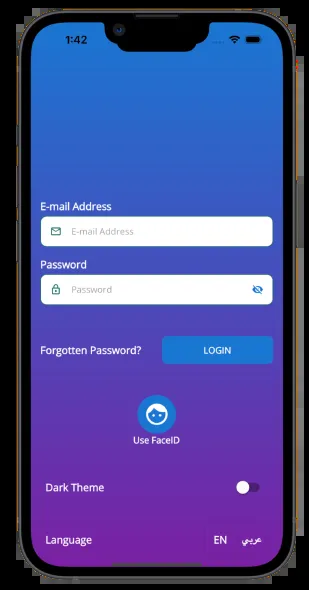 1:42
E-mail Address
E-mail Address
Password
Password
Forgotten Password? LOGIN
Use FaceID
Dark Theme
Language EN عربي